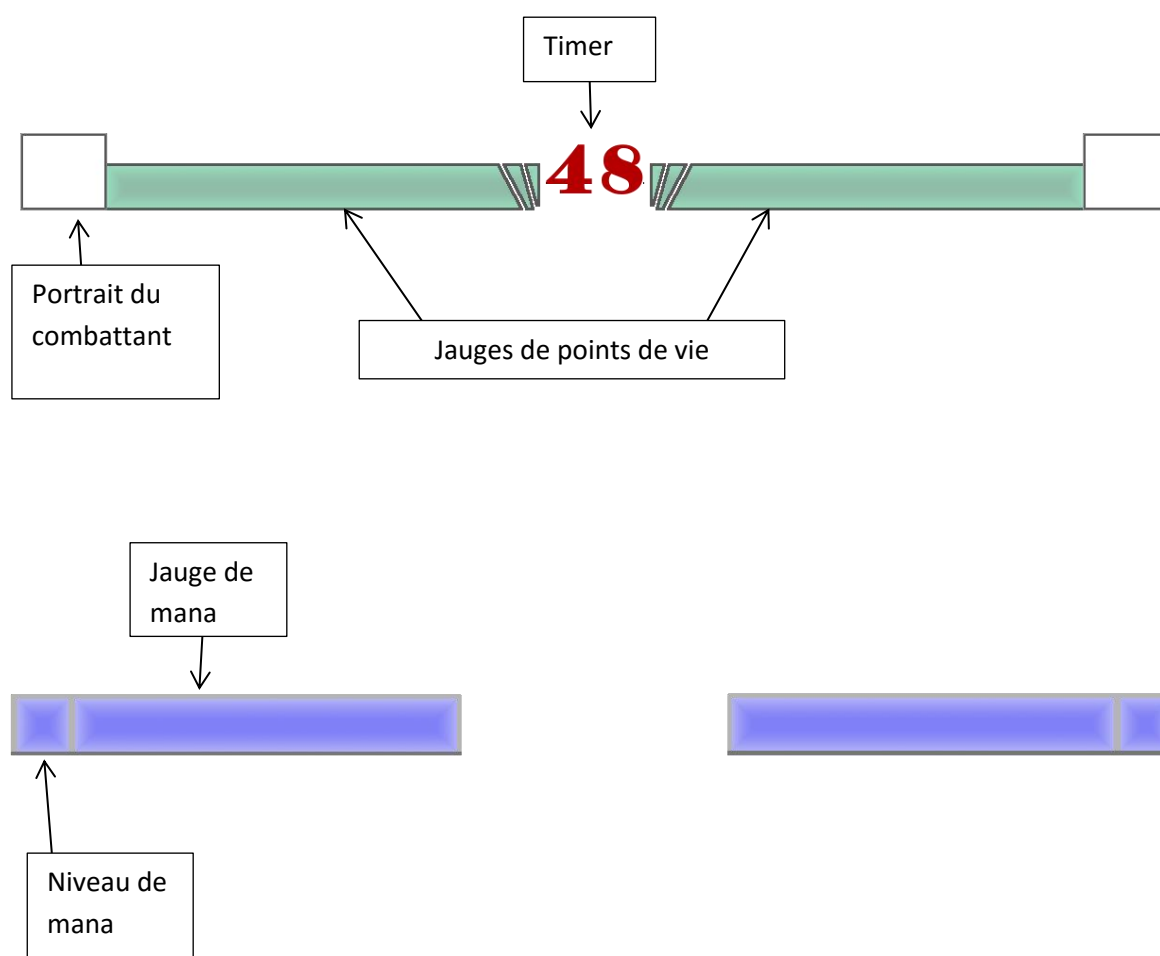 Timer
48
Portrait du
combattant
Jauges de points de vie
Jauge de
mana
Niveau de
mana